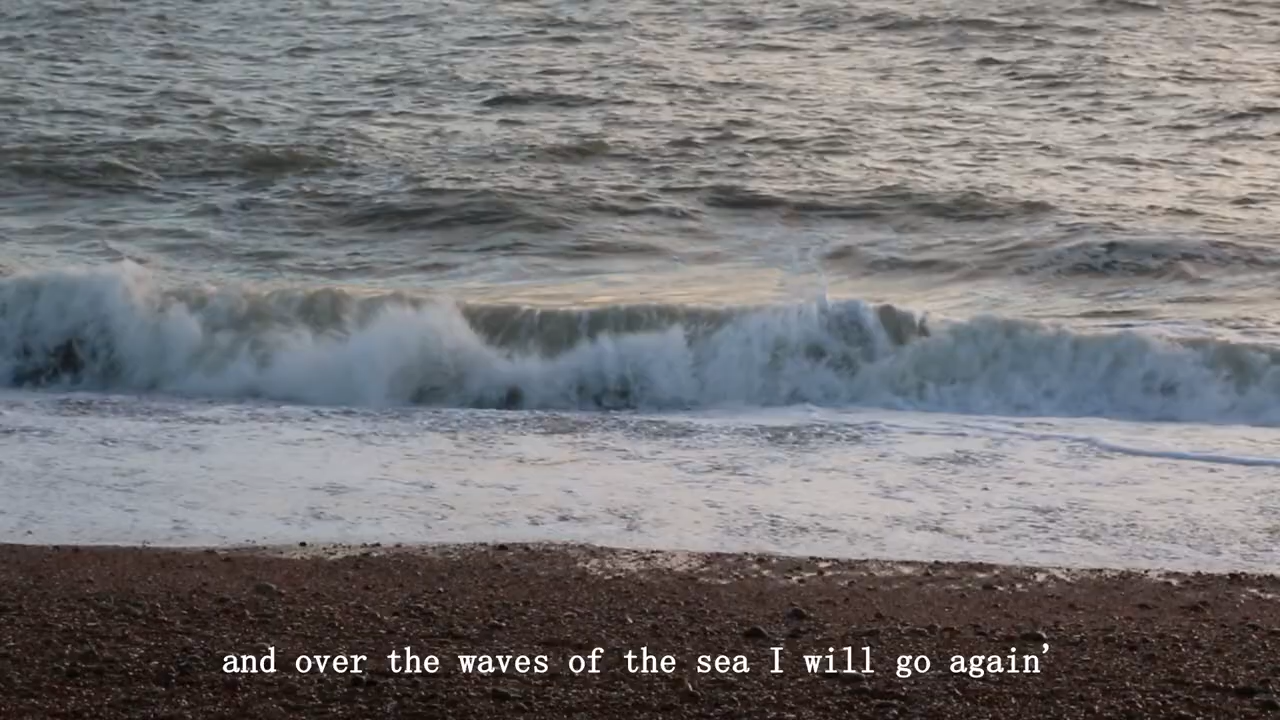 and over the waves of the sea I will go again'